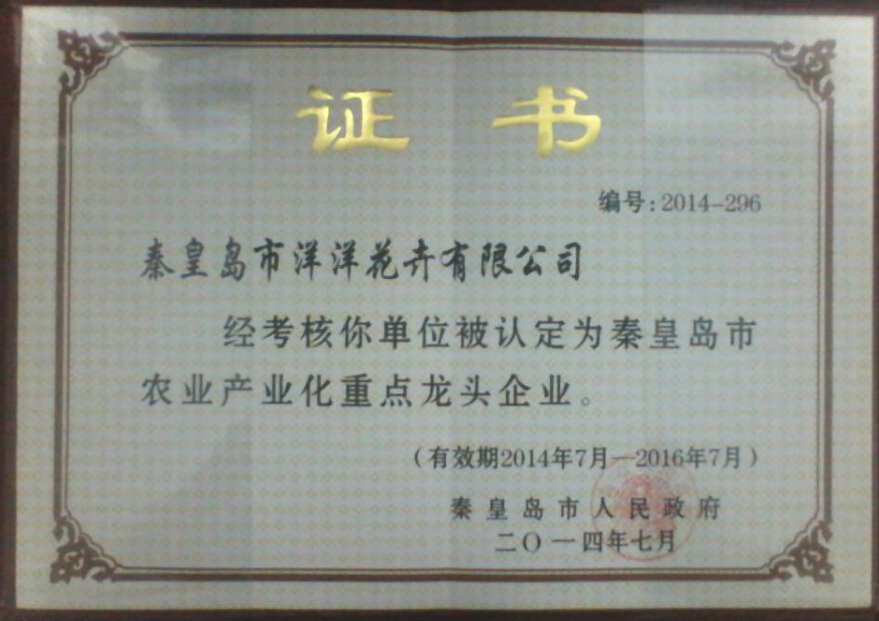 证书
编号:2014-296
秦皇岛市洋洋花卉有限公司
经考核你单位被认定为秦皇岛市
农业产业化重点龙头企业。
(有效期2014年7月—2016年7月)
秦皇岛市人民政府
二〇一四年七月